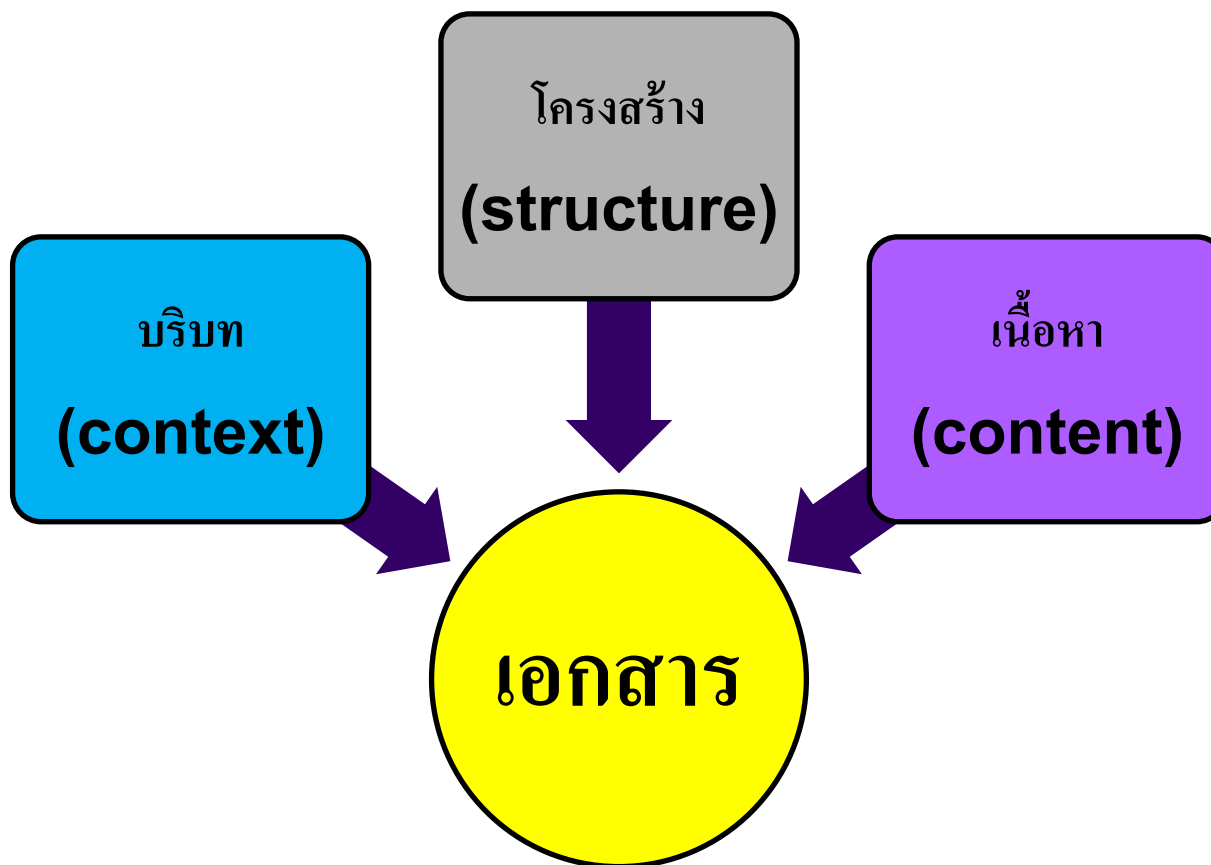 โครงสร้าง
(structure)
บริบท
(context)
เนื้อหา
(content)
เอกสาร